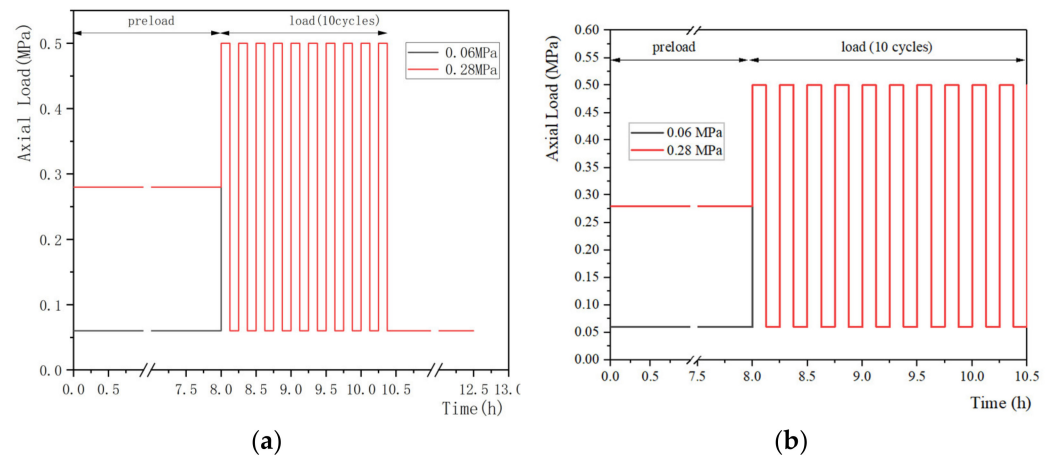 preload
load(10cycles)
0.06MPa
0.28MPa
Axial Load(MPa)
0.5
0.4
0.3
0.2
0.1
0.0
0.0 0.5 7.5 8.0 8.5 9.0 9.5 10.0 10.5 12.5 13.0
Time(h)
(a)
preload
load (10 cycles)
0.06 MPa
0.28 MPa
Axial Load (MPa)
0.60
0.55
0.50
0.45
0.40
0.35
0.30
0.25
0.20
0.15
0.10
0.05
0.00
0.0 0.5 7.5 8.0 8.5 9.0 9.5 10.0 10.5
Time (h)
(b)